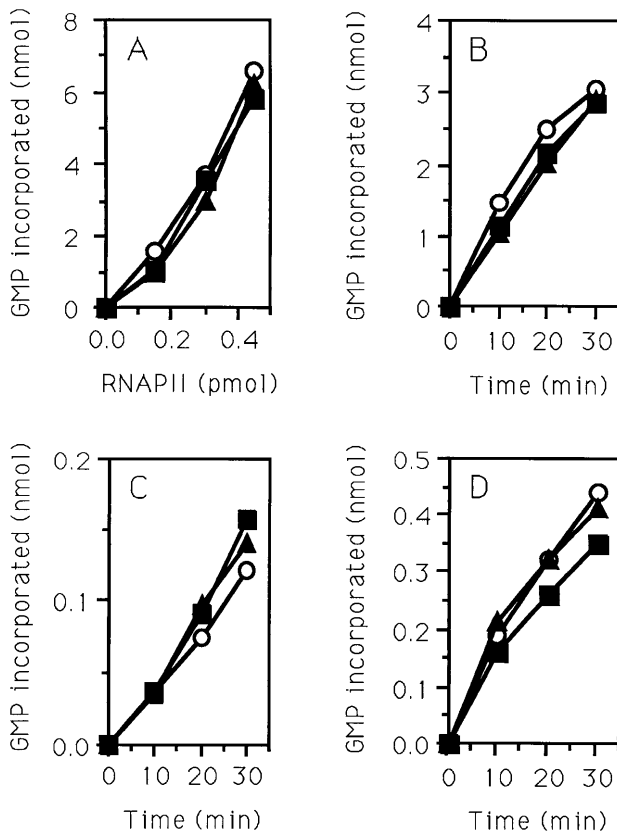 A
GMP incorporated (nmol)
8
6
4
2
0
0.0 0.2 0.4
RNAPII (pmol)
B
GMP incorporated (nmol)
4
3
2
1
0
0 10 20 30
Time (min)
C
GMP incorporated (nmol)
0.2
0.1
0.0
0 10 20 30
Time (min)
D
GMP incorporated (nmol)
0.5
0.4
0.3
0.2
0.1
0.0
0 10 20 30
Time (min)